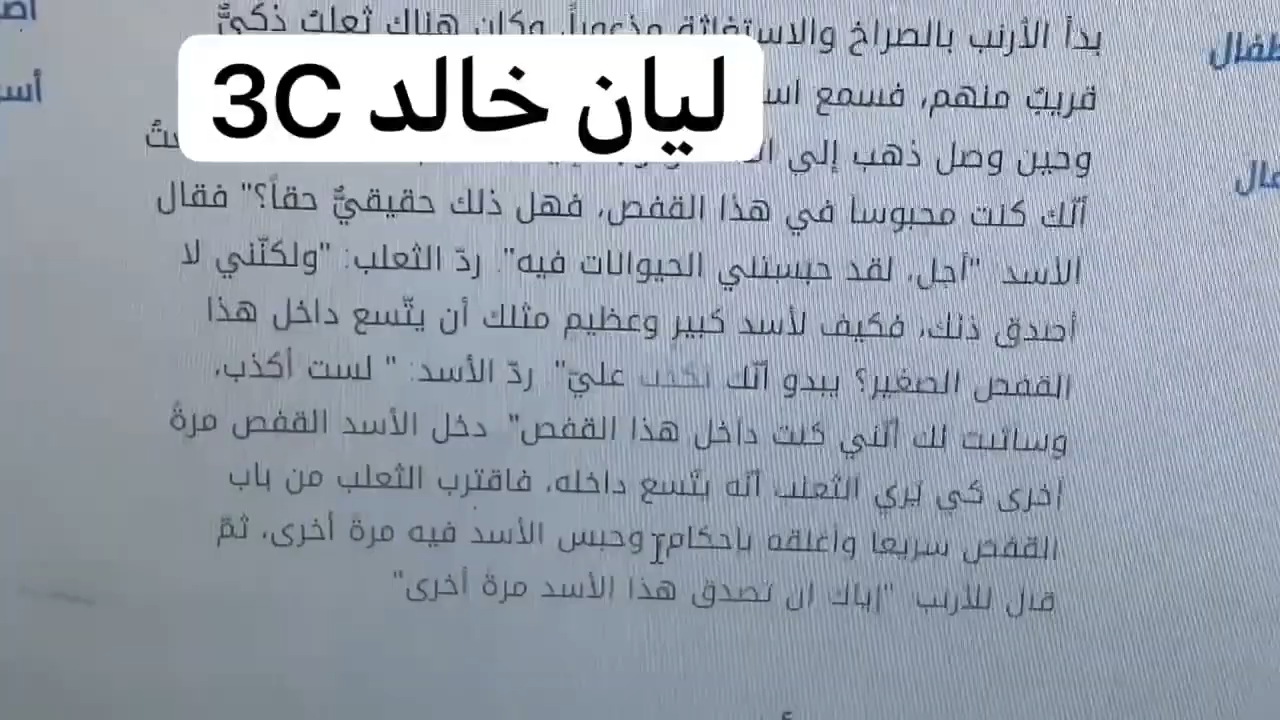 بدأ الأرنب بالصراخ والاستغاثة مذعوراً، وكان هناك ثعلبٌ ذكيٌّ
قريبٌ منهم، فسمع
ليان خالد 3C
وحين وصل ذهب إلى
أنّك كنت محبوساً في هذا القفص، فهل ذلك حقيقيٌّ حقاً؟" فقال
الأسد "أجل، لقد حبستني الحيوانات فيه". ردّ الثعلب: "ولكنّني لا
أصدق ذلك، فكيف لأسد كبير وعظيم مثلك أن يتّسع داخل هذا
القفص الصغير؟ يبدو أنّك تكذب عليّ" ردّ الأسد: " لست أكذب،
وسأثبت لك أنّني كنت داخل هذا القفص" دخل الأسد القفص مرة
أخرى كي يُري الثعلب أنّه يتّسع داخله، فاقترب الثعلب من باب
القفص سريعاً وأغلقه بإحكام وحبس الأسد فيه مرة أخرى، ثمّ
قال للأرنب "إياك أن تصدق هذا الأسد مرة أخرى"